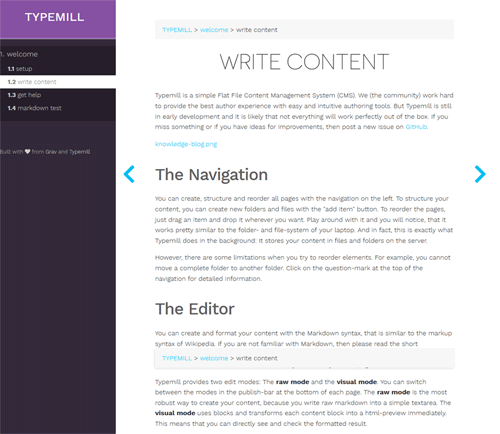 TYPEMILL
1. welcome
1.1 setup
1.2 write content
1.3 get help
1.4 markdown test
Built with ❤ from Grav and Typemill
TYPEMILL > welcome > write content
WRITE CONTENT
Typemill is a simple Flat File Content Management System (CMS). We (the community) work hard
to provide the best author experience with easy and intuitive authoring tools. But Typemill is still
in early development and it is likely that not everything will work perfectly out of the box. If you
miss something or if you have ideas for improvements, then post a new issue on GitHub.
knowledge-blog.png
The Navigation
You can create, structure and reorder all pages with the navigation on the left. To structure your
content, you can create new folders and files with the "add item" button. To reorder the pages,
just drag an item and drop it wherever you want. Play around with it and you will notice, that it
works pretty similar to the folder- and file-system of your laptop. And in fact, this is exactly what
Typemill does in the background: It stores your content in files and folders on the server.
However, there are some limitations when you try to reorder elements. For example, you cannot
move a complete folder to another folder. Click on the question-mark at the top of the
navigation for detailed information.
The Editor
You can create and format your content with the Markdown syntax, that is similar to the markup
syntax of Wikipedia. If you are not familiar with Markdown, then please read the short
TYPEMILL > welcome > write content
Typemill provides two edit modes: The raw mode and the visual mode. You can switch
between the modes in the publish-bar at the bottom of each page. The raw mode is the most
robust way to create your content, because you write raw markdown into a simple textarea. The
visual mode uses blocks and transforms each content block into a html-preview immediately.
This means that you can directly see and check the formatted result.